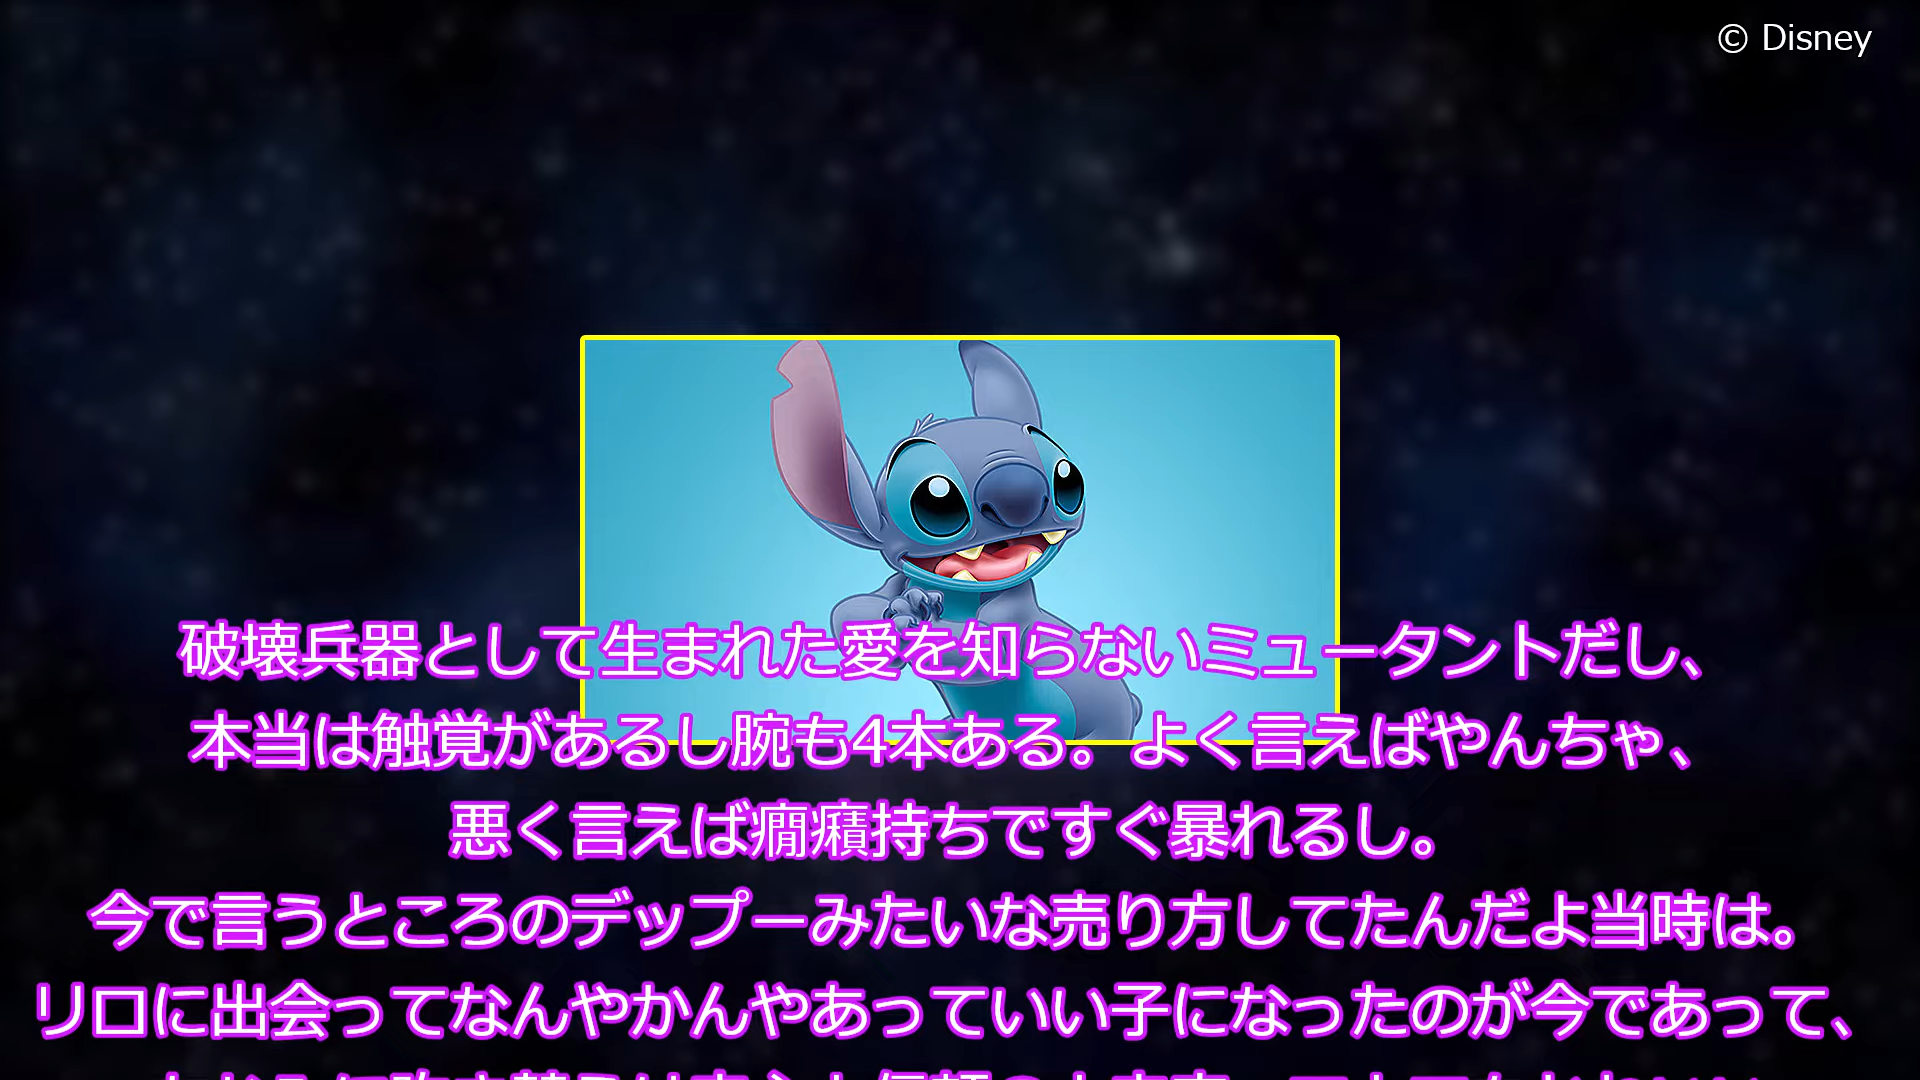 © Disney
破壊兵器として生まれた愛を知らないミュータントだし、
本当は触覚があるし腕も4本ある。よく言えばやんちゃ、
悪く言えば癇癪持ちですぐ暴れるし。
今で言うところのデップーみたいな売り方してたんだよ当時は。
リロに出会ってなんやかんやあっていい子になったのが今であって、